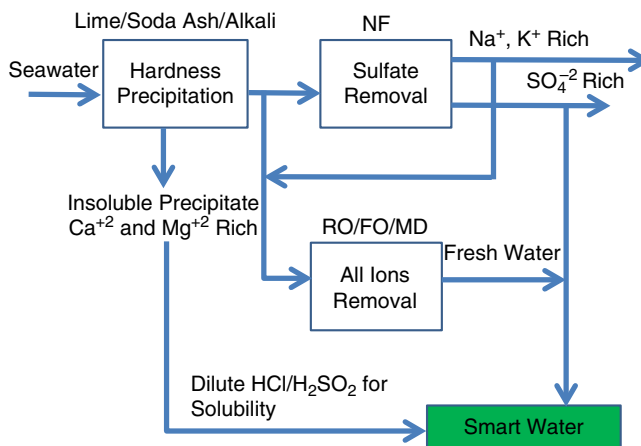 Lime/Soda Ash/Alkali
NF
Na⁺, K⁺ Rich
Seawater
Hardness
Precipitation
Sulfate
Removal
SO₄⁻² Rich
Insoluble Precipitate
Ca⁺² and Mg⁺² Rich
RO/FO/MD
All Ions
Removal
Fresh Water
Dilute HCl/H₂SO₂ for
Solubility
Smart Water